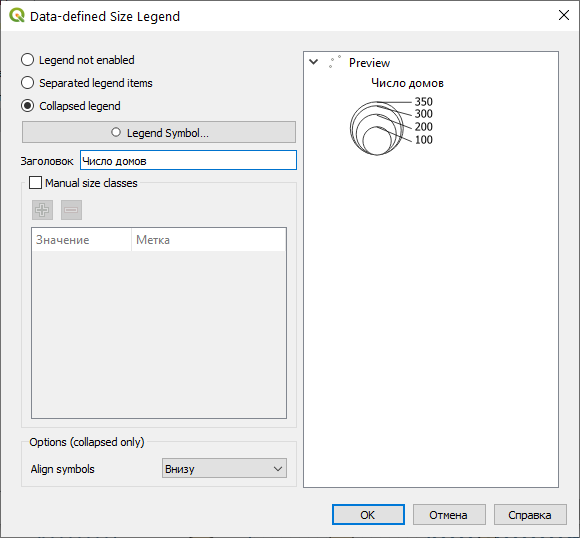 Data-defined Size Legend
Legend not enabled
Separated legend items
Collapsed legend
Legend Symbol...
Заголовок Число домов
Manual size classes
Значение Метка
Options (collapsed only)
Align symbols Внизу
Preview
Число домов
350
300
200
100
OK Отмена Справка